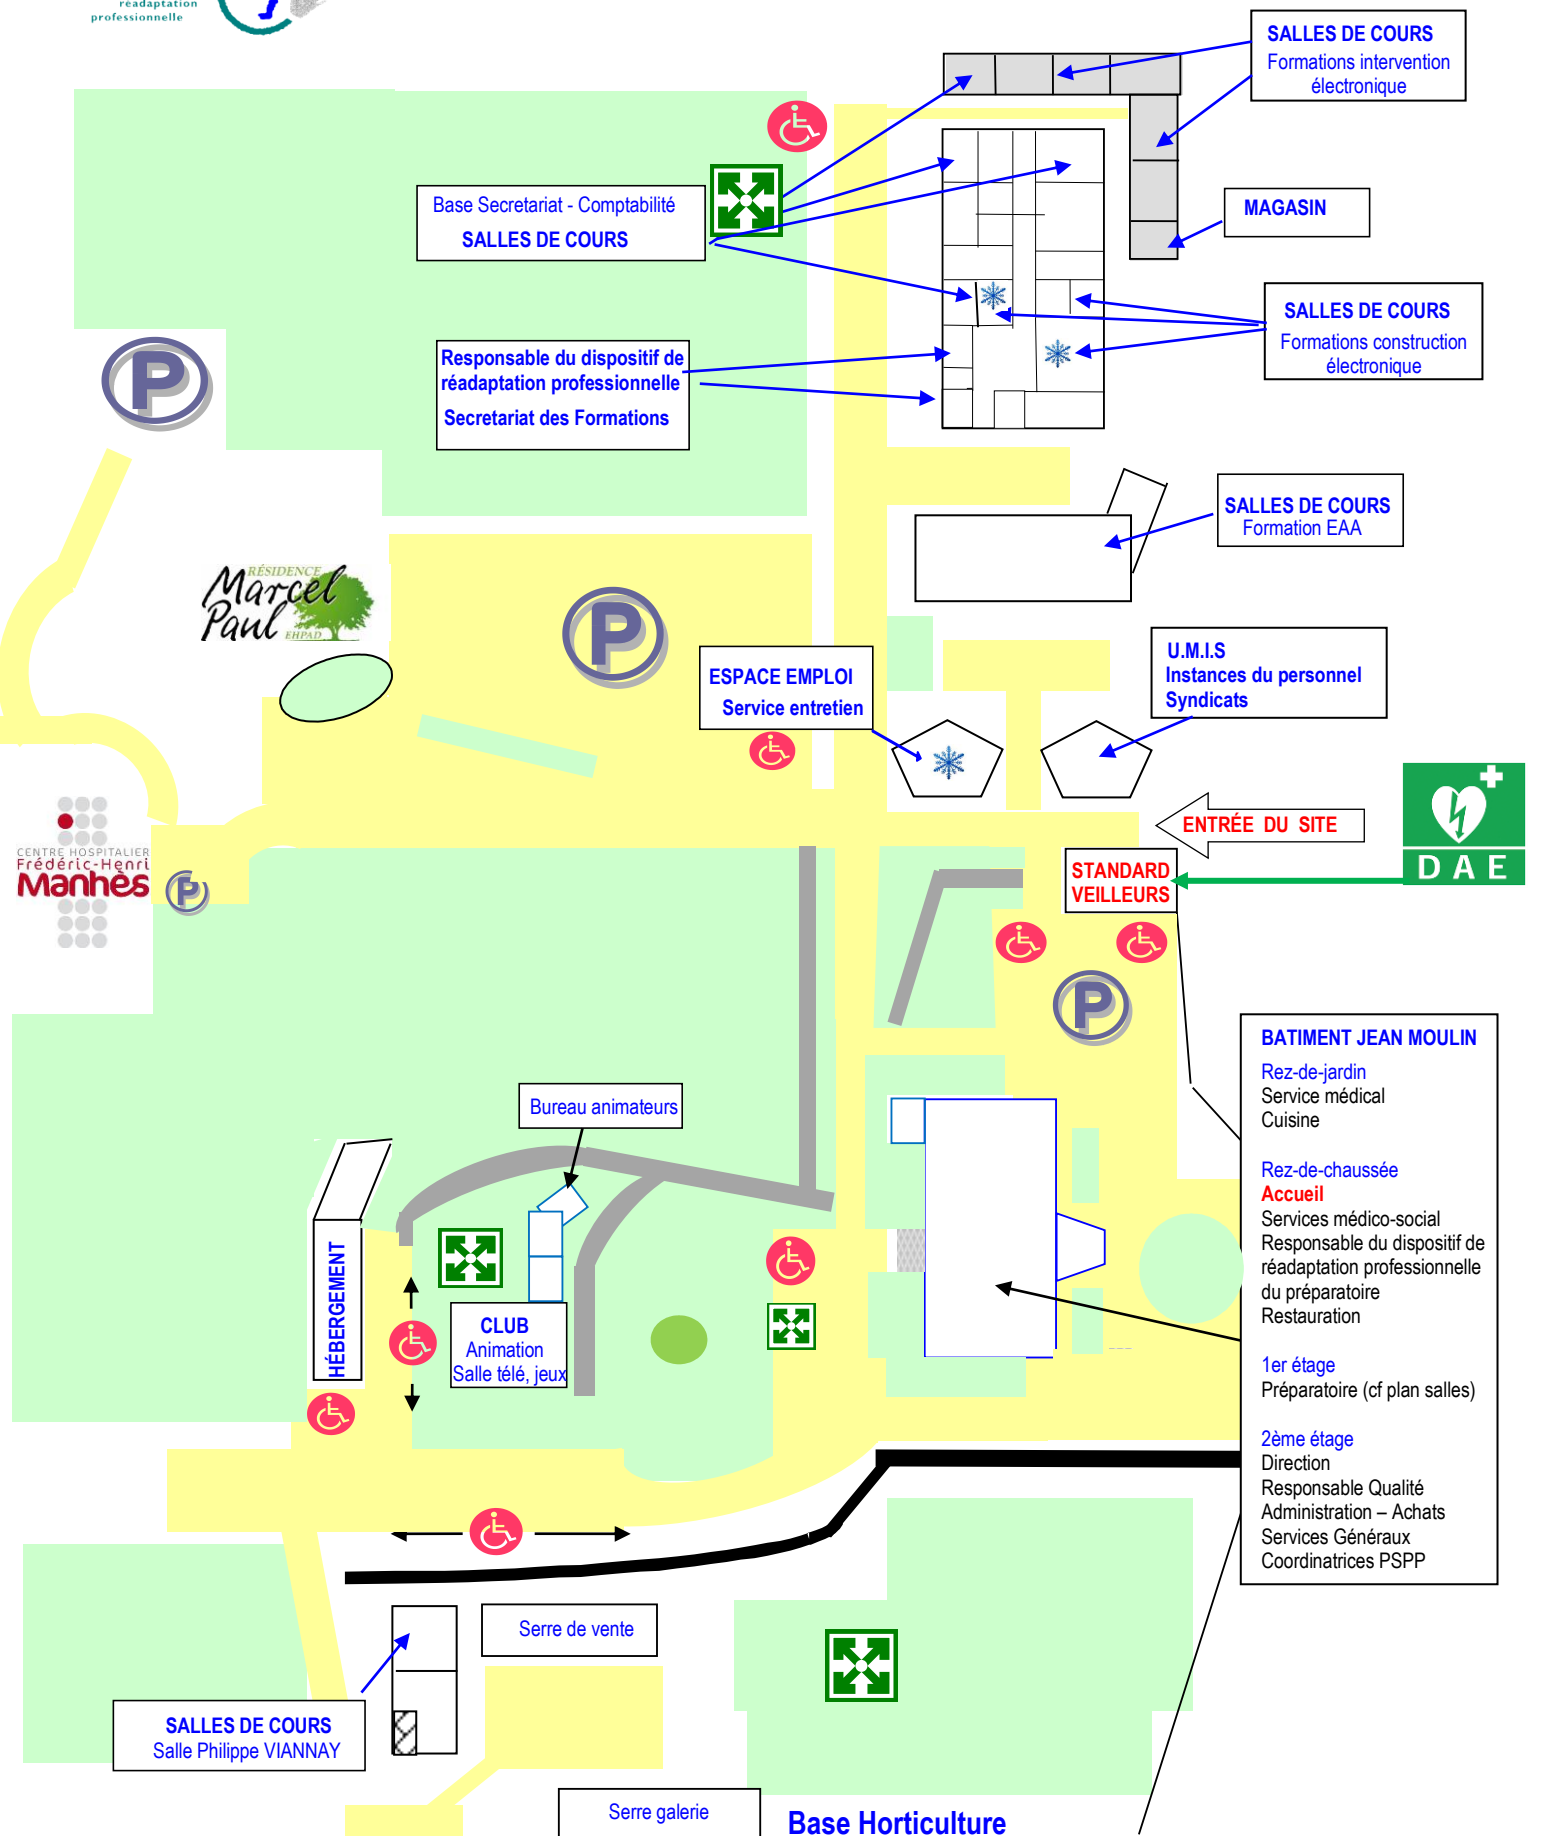 réadaptation
professionnelle
SALLES DE COURS
Formations intervention
électronique
Base Secretariat - Comptabilité
SALLES DE COURS
MAGASIN
SALLES DE COURS
Formations construction
électronique
Responsable du dispositif de
réadaptation professionnelle
Secretariat des Formations
P
SALLES DE COURS
Formation EAA
RÉSIDENCE
Marcel
Paul
EHPAD
P
ESPACE EMPLOI
Service entretien
U.M.I.S
Instances du personnel
Syndicats
ENTRÉE DU SITE
DAE
STANDARD
VEILLEURS
CENTRE HOSPITALIER
Frédéric-Henri
Manhès
P
P
BATIMENT JEAN MOULIN
Rez-de-jardin
Service médical
Cuisine
Rez-de-chaussée
Accueil
Services médico-social
Responsable du dispositif de
réadaptation professionnelle
du préparatoire
Restauration
1er étage
Préparatoire (cf plan salles)
2ème étage
Direction
Responsable Qualité
Administration – Achats
Services Généraux
Coordinatrices PSPP
Bureau animateurs
HÉBERGEMENT
CLUB
Animation
Salle télé, jeux
Serre de vente
SALLES DE COURS
Salle Philippe VIANNAY
Serre galerie
Base Horticulture